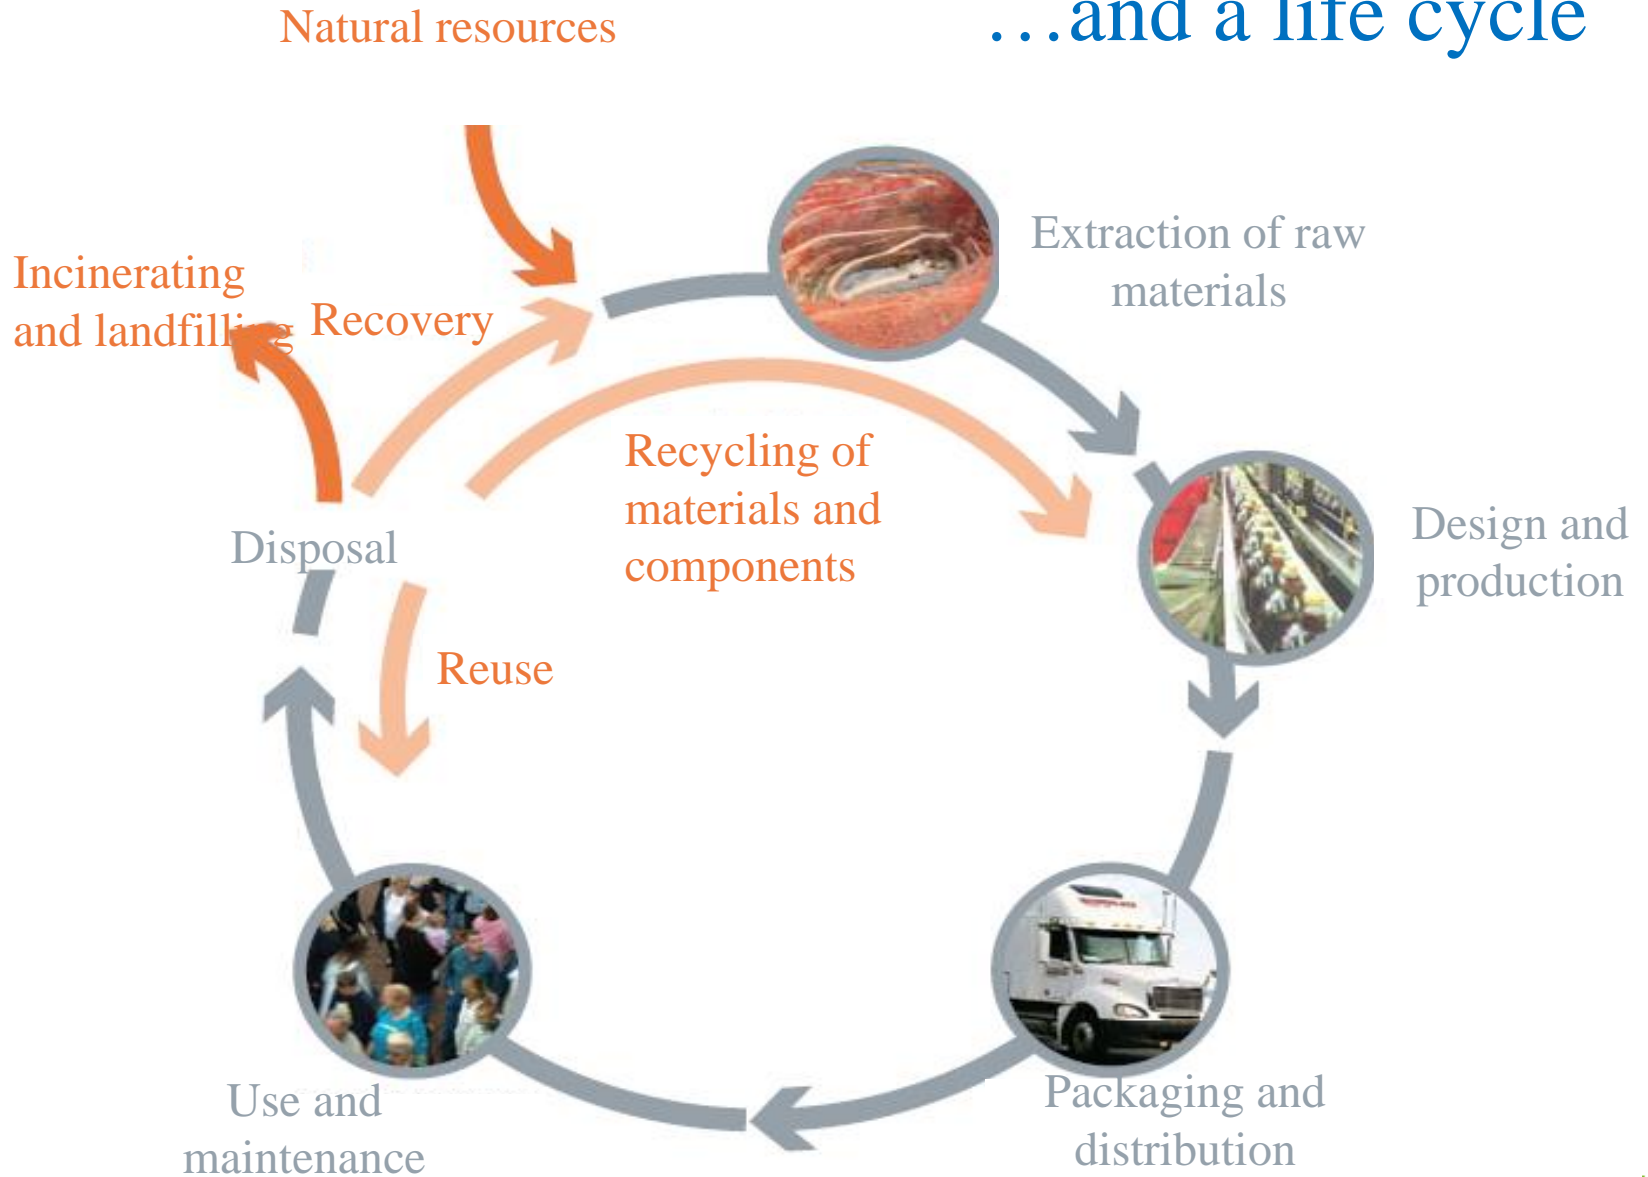 …and a life cycle
Natural resources
Extraction of raw
materials
Incinerating
and landfilling
Recovery
Recycling of
materials and
components
Design and
production
Disposal
Reuse
Use and
maintenance
Packaging and
distribution